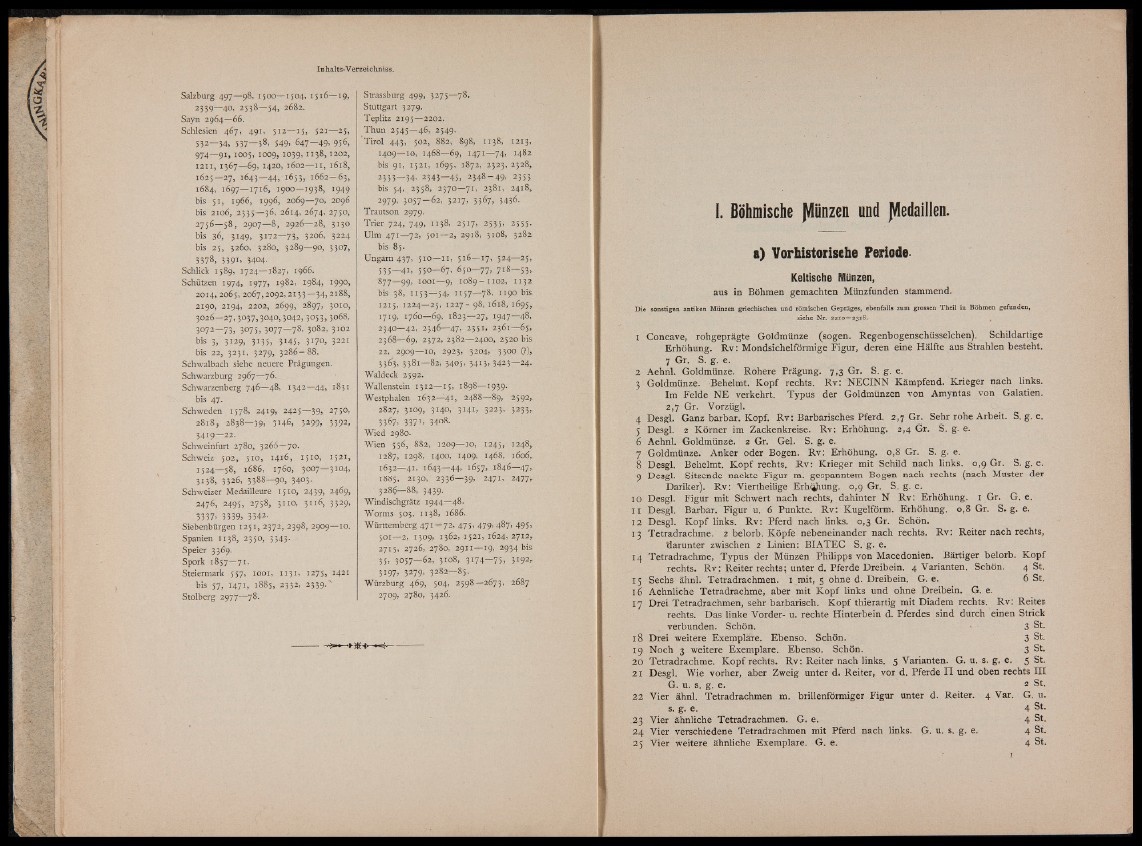 Inhalts-Verzeichniss.
Salzburg 497—98, 1500—1504, 1516—19,
2339—40, 2538—54, 2682.
Sayn 2964—66.
Schlesien 467, 491, 512—15, 521—25,
532—34, 537—38, 549, 647—49, 956,
974—91, 1005, 1009, 1039, 1138, 1202,
1211, 1367—69, 1420, 1602—11, 1618,
1625—27, 1643—44, 1653, 1662—63,
1684, 1697—1716, 1900—1938, 1949
bis 51, 1966, 1996, 2069—70, 2096
bis 2106, 2335—36, 2614, 2674, 2750,
2756—58, 2907—8, 2926—28, 3130
bis 36, 3149, 3172—73, 3206, 3224
bis 25, 3260, 3280, 3289—90, 3307,
3378, 3391, 3404.
Schlick 1589, 1724—1827, 1966.
Schützen 1974, 1977, 1982, 1984, 1990,
2014, 2065, 2067, 2092, 2133—34, 2188,
2190, 2194, 2202, 2699, 2897, 3010,
3026—27, 3037, 3040, 3042, 3053, 3068,
3072—73, 3075, 3077—78, 3082, 3102
bis 3, 3129, 3135, 3145, 3170, 3221
bis 22, 3231, 3279, 3286—88.
Schwalbach siehe neuere Prägungen.
Schwarzburg 2967—76.
Schwarzenberg 746—48, 1342—44, 1831
bis 47.
Schweden 1578, 2419, 2425—39, 2750,
2818, 2838—39, 3146, 3299, 3392,
3419—22.
Schweinfurt 2780, 3266—70.
Schweiz 502, 510, 1416, 1510, 1521,
1524—58, 1686, 1760, 3007—3104,
3138, 3326, 3388—90, 3403.
Schweizer Medailleure 1510, 2439, 2469,
2476, 2495, 2758, 3110, 3116, 3329,
3337, 3339, 3342.
Siebenbürgen 1251, 2372, 2398, 2909—10.
Spanien 1138, 2350, 3343.
Speier 3369.
Spork 1857—71.
Steiermark 557, 1001, 1131, 1275, 1421
bis 57, 1471, 1885, 2332, 2339.
Stolberg 2977—78.
Strassburg 499, 3275—78.
Stuttgart 3279.
Teplitz 2195—2202.
Thun 2545—46, 2549.
Tirol 443, 502, 882, 898, 1138, 1213,
1409—10, 1468—69, 1471—74, 1482
bis 91, 1521, 1695, 1872, 2323, 2328,
2333—34, 2343—45, 2348—49, 2353
bis 54, 2358, 2370—71, 2381, 2418,
2979, 3057—62, 3217, 3367, 3436.
Trautson 2979.
Trier 724, 749, 1138, 2517, 2535, 2555.
Ulm 471—72, 501—2, 2918, 3108, 3282
bis 85.
Ungarn 437, 510—11, 516—17, 524—25,
535—41, 550—67, 650—77, 718—53,
877—99, 1001—9, 1089—1102, 1132
bis 38, 1153—54, 1157—78, 1190 bis
1215, 1224—25, 1227—98, 1618, 1695,
1719, 1760—69, 1823—27, 1947—48,
2340—42, 2346—47, 2352, 2361—65,
2368—69, 2372, 2382—2400, 2520 bis
22, 2909—10, 2923, 3204, 3300 (?),
3363, 3381—82, 3405, 3413, 3423—24.
Waldeck 2592.
Wallenstein 1312—15, 1898—1939.
Westphalen 1632—41, 2488—89, 2592,
2827, 3109, 3140, 3141, 3223, 3233,
3367, 3371, 3408.
Wied 2980.
Wien 556, 882, 1209—10, 1245, 1248,
1287, 1298, 1400, 1409, 1468, 1606,
1632—41, 1643—44, 1657, 1846—47,
1885, 2130, 2336—39, 2471, 2477,
3286—88, 3439.
Windischgrätz 1944—48.
Worms 503, 1138, 1686.
Württemberg 471—72, 475, 479, 487, 495,
501—2, 1309, 1362, 1521, 1624, 2712,
2715, 2726, 2780, 2911—19, 2934 bis
35, 3057—62, 3108, 3174—75, 3192,
3197, 3279, 3282—85.
Würzburg 469, 504, 2598—2673, 2687
2709, 2780, 3426.
I. Böhmische Münzen und Medaillen.
a) Vorhistorische Periode.
Keltische Münzen,
aus in Böhmen gemachten Münzfunden stammend.
Die sonstigen antiken Münzen griechischen und römischen Gepräges, ebenfalls zum grossen Theil in Böhmen gefunden,
siehe Nr. 2210—2318.
1 Concave, rohgeprägte Goldmünze (sogen. Regenbogenschüsselchen). Schildartige
Erhöhung. Rv: Mondsichelförmige Figur, deren eine Hälfte aus Strahlen besteht.
7 Gr. S. g. e.
2 Aehnl. Goldmünze. Rohere Prägung. 7,3 Gr. S. g. e.
3 Goldmünze. Behelmt. Kopf rechts. Rv: NECINN Kämpfend. Krieger nach links.
Im Felde NE verkehrt. Typus der Goldmünzen von Amyntas von Galatien.
2,7 Gr. Vorzügl.
4 Desgl. Ganz barbar. Kopf. Rv: Barbarisches Pferd. 2,7 Gr. Sehr rohe Arbeit. S. g. e.
5 Desgl. 2 Körner im Zackenkreise. Rv: Erhöhung. 2,4 Gr. S. g. e.
6 Aehnl. Goldmünze. 2 Gr. Gel. S. g. e.
7 Goldmünze. Anker oder Bogen. Rv: Erhöhung. 0,8 Gr. S. g. e.
8 Desgl. Behelmt. Kopf rechts. Rv: Krieger mit Schild nach links. 0,9 Gr. S. g. e.
9 Desgl. Sitzende nackte Figur m. gespanntem Bogen nach rechts (nach Muster der
Dariker). Rv: Viertheilige Erhöhung. 0,9 Gr. S. g. e.
10 Desgl. Figur mit Schwert nach rechts, dahinter N Rv: Erhöhung. 1 Gr. G. e.
11 Desgl. Barbar. Figur u. 6 Punkte. Rv: Kugelförm. Erhöhung. 0,8 Gr. S. g. e.
12 Desgl. Kopf links. Rv: Pferd nach links. 0,3 Gr. Schön.
13 Tetradrachme. 2 belorb. Köpfe nebeneinander nach rechts. Rv: Reiter nach rechts,
darunter zwischen 2 Linien: BIATEC S. g. e.
14 Tetradrachme, Typus der Münzen Philipps von Macedonien. Bärtiger belorb. Kopf
rechts. Rv: Reiter rechts; unter d. Pferde Dreibein. 4 Varianten. Schön. 4 St.
15 Sechs ähnl. Tetradrachmen. 1 mit, 5 ohne d. Dreibein. G. e. 6 St.
16 Aehnliche Tetradrachme, aber mit Kopf links und ohne Dreibein. G. e.
17 Drei Tetradrachmen, sehr barbarisch. Kopf thierartig mit Diadem rechts. Rv: Reiter
rechts. Das linke Vorder- u. rechte Hinterbein d. Pferdes sind durch einen Strick
verbunden. Schön. 3 St.
18 Drei weitere Exemplare. Ebenso. Schön. 3 St.
19 Noch 3 weitere Exemplare. Ebenso. Schön. 3 St.
20 Tetradrachme. Kopf rechts. Rv: Reiter nach links. 5 Varianten. G. u. s. g. e. 5 St.
21 Desgl. Wie vorher, aber Zweig unter d. Reiter, vor d. Pferde II und oben rechts III
G. u. s. g. e. 2 St.
22 Vier ähnl. Tetradrachmen m. brillenförmiger Figur unter d. Reiter. 4 Var. G. u.
s. g. e. 4 St.
23 Vier ähnliche Tetradrachmen. G. e. 4 St.
24 Vier verschiedene Tetradrachmen mit Pferd nach links. G. u. s. g. e. 4 St.
25 Vier weitere ähnliche Exemplare. G. e. 4 St.
1